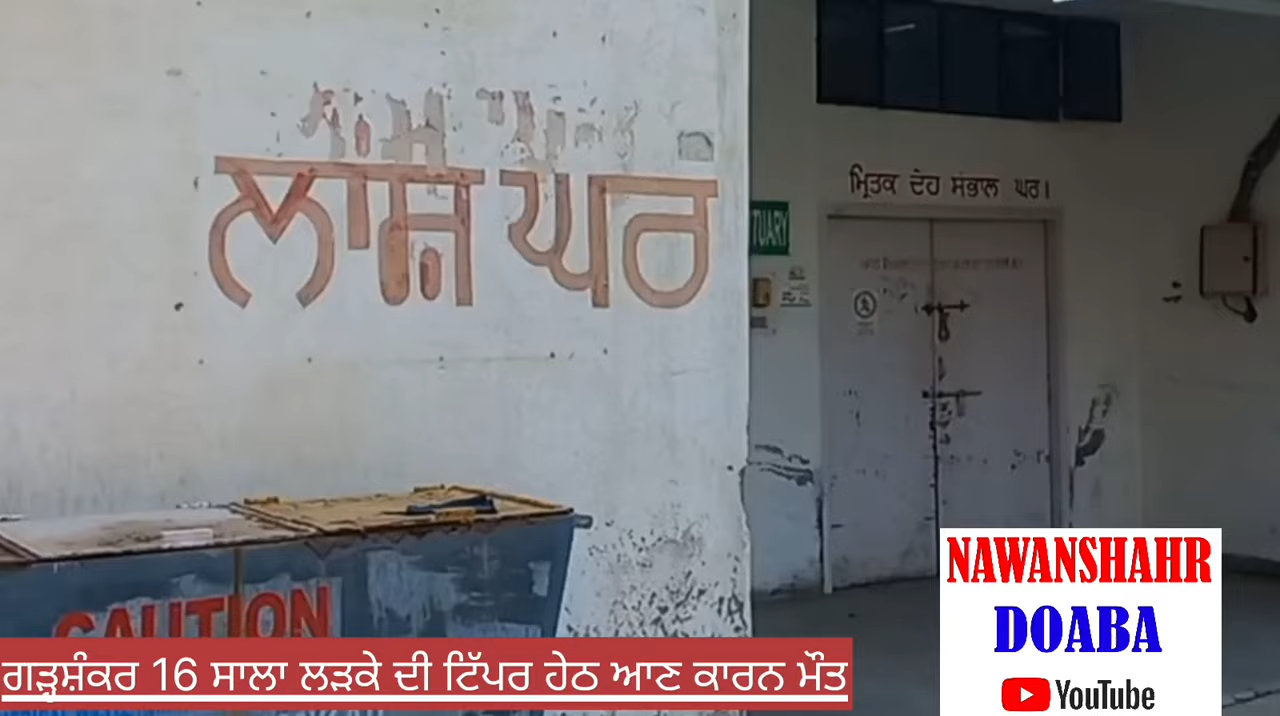 ਲਾਸ਼ ਘਰ
ਮ੍ਰਿਤਕ ਦੇਹ ਸੰਭਾਲ ਘਰ।
TUARY
CAUTION
ਗੜ੍ਹਸ਼ੰਕਰ 16 ਸਾਲਾ ਲੜਕੇ ਦੀ ਟਿੱਪਰ ਹੇਠ ਆਣ ਕਾਰਨ ਮੌਤ
NAWANSHAHR
DOABA
YouTube